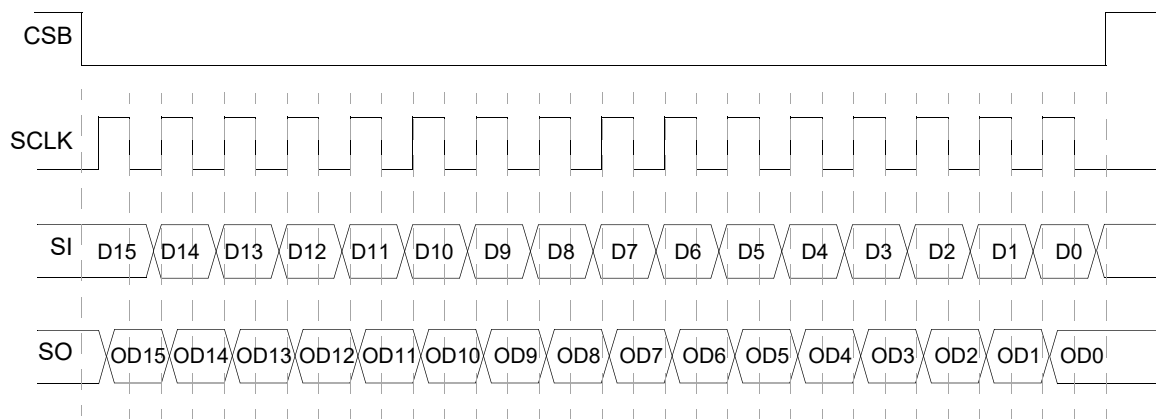 CSB
SCLK
SI D15 D14 D13 D12 D11 D10 D9 D8 D7 D6 D5 D4 D3 D2 D1 D0
SO OD15 OD14 OD13 OD12 OD11 OD10 OD9 OD8 OD7 OD6 OD5 OD4 OD3 OD2 OD1 OD0